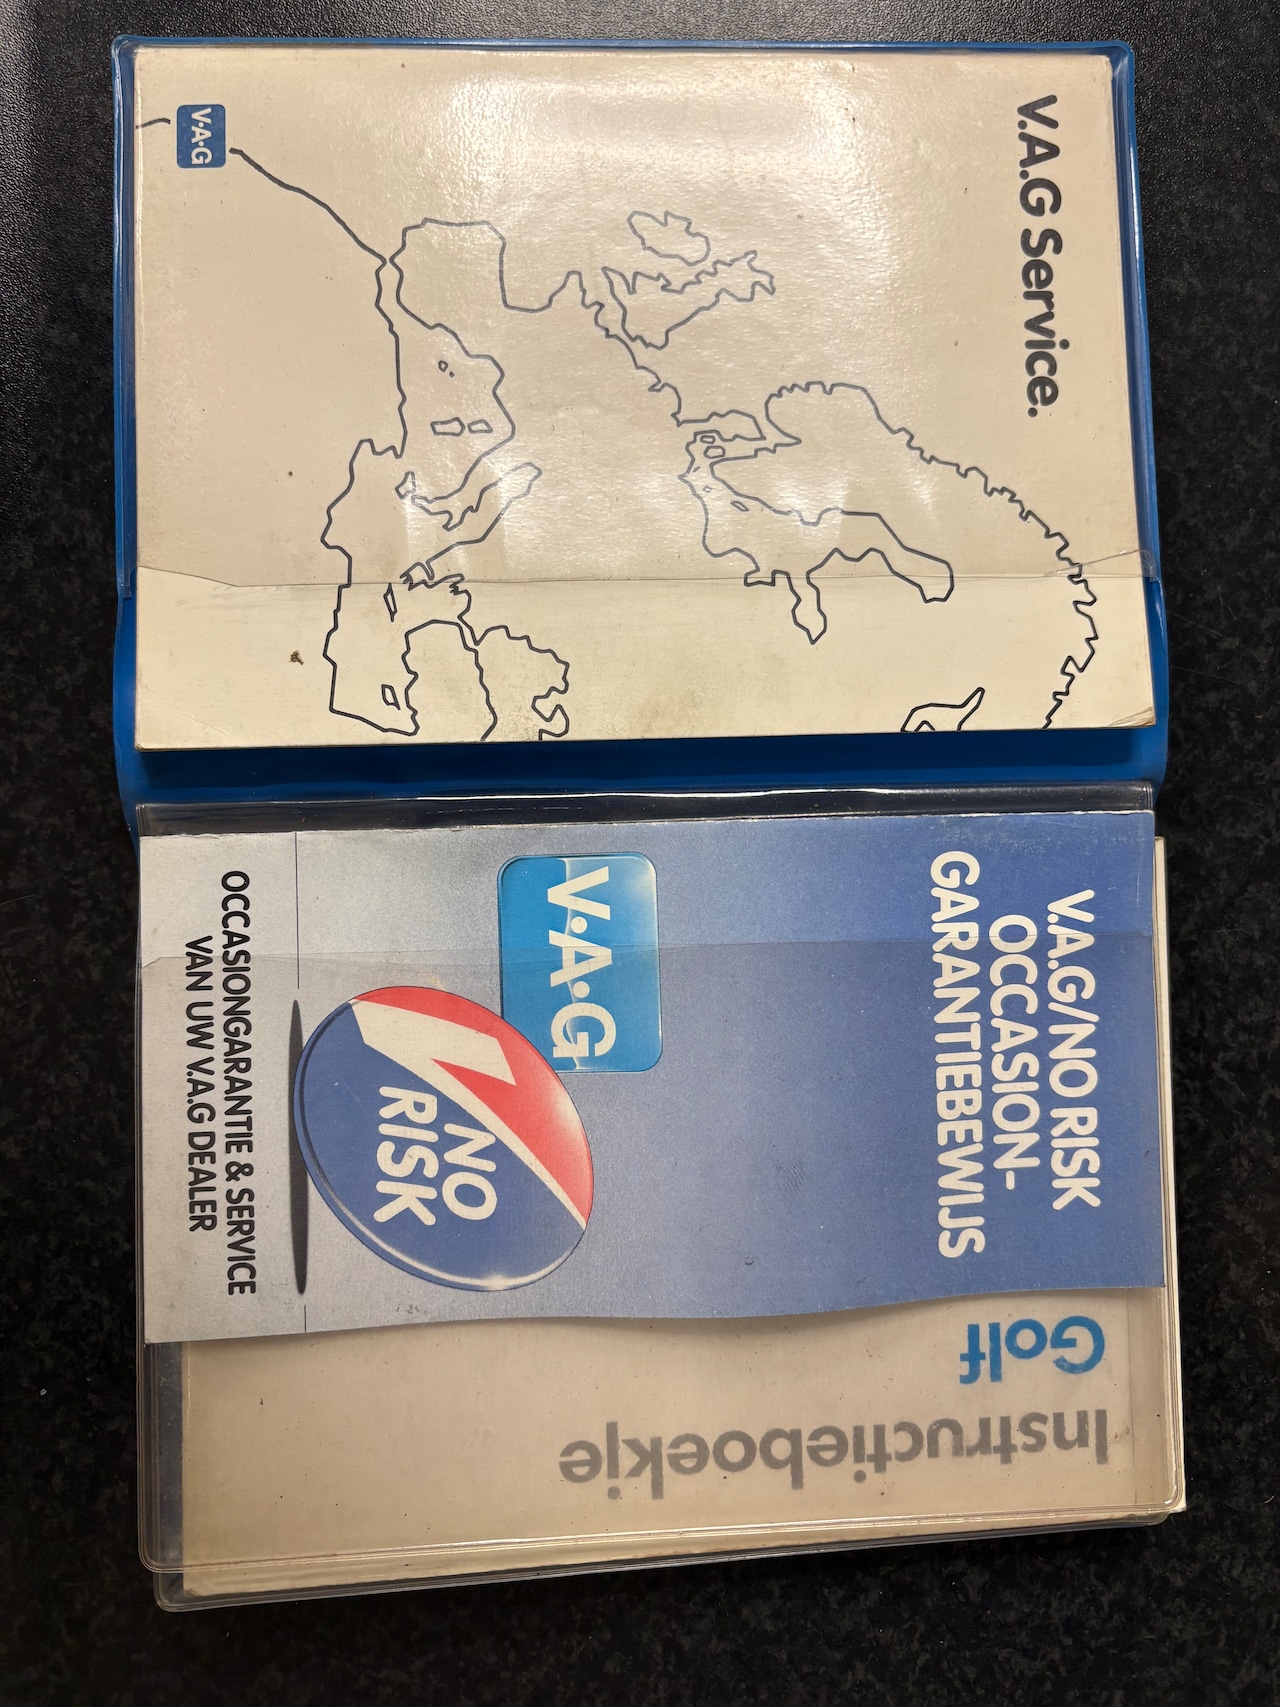 V.A.G Service.
V·A·G
V.A.G/NO RISK
OCCASION-
GARANTIEBEWIJS
V·A·G
NO
RISK
OCCASIONGARANTIE & SERVICE
VAN UW V.A.G DEALER
Instructieboekje
Golf